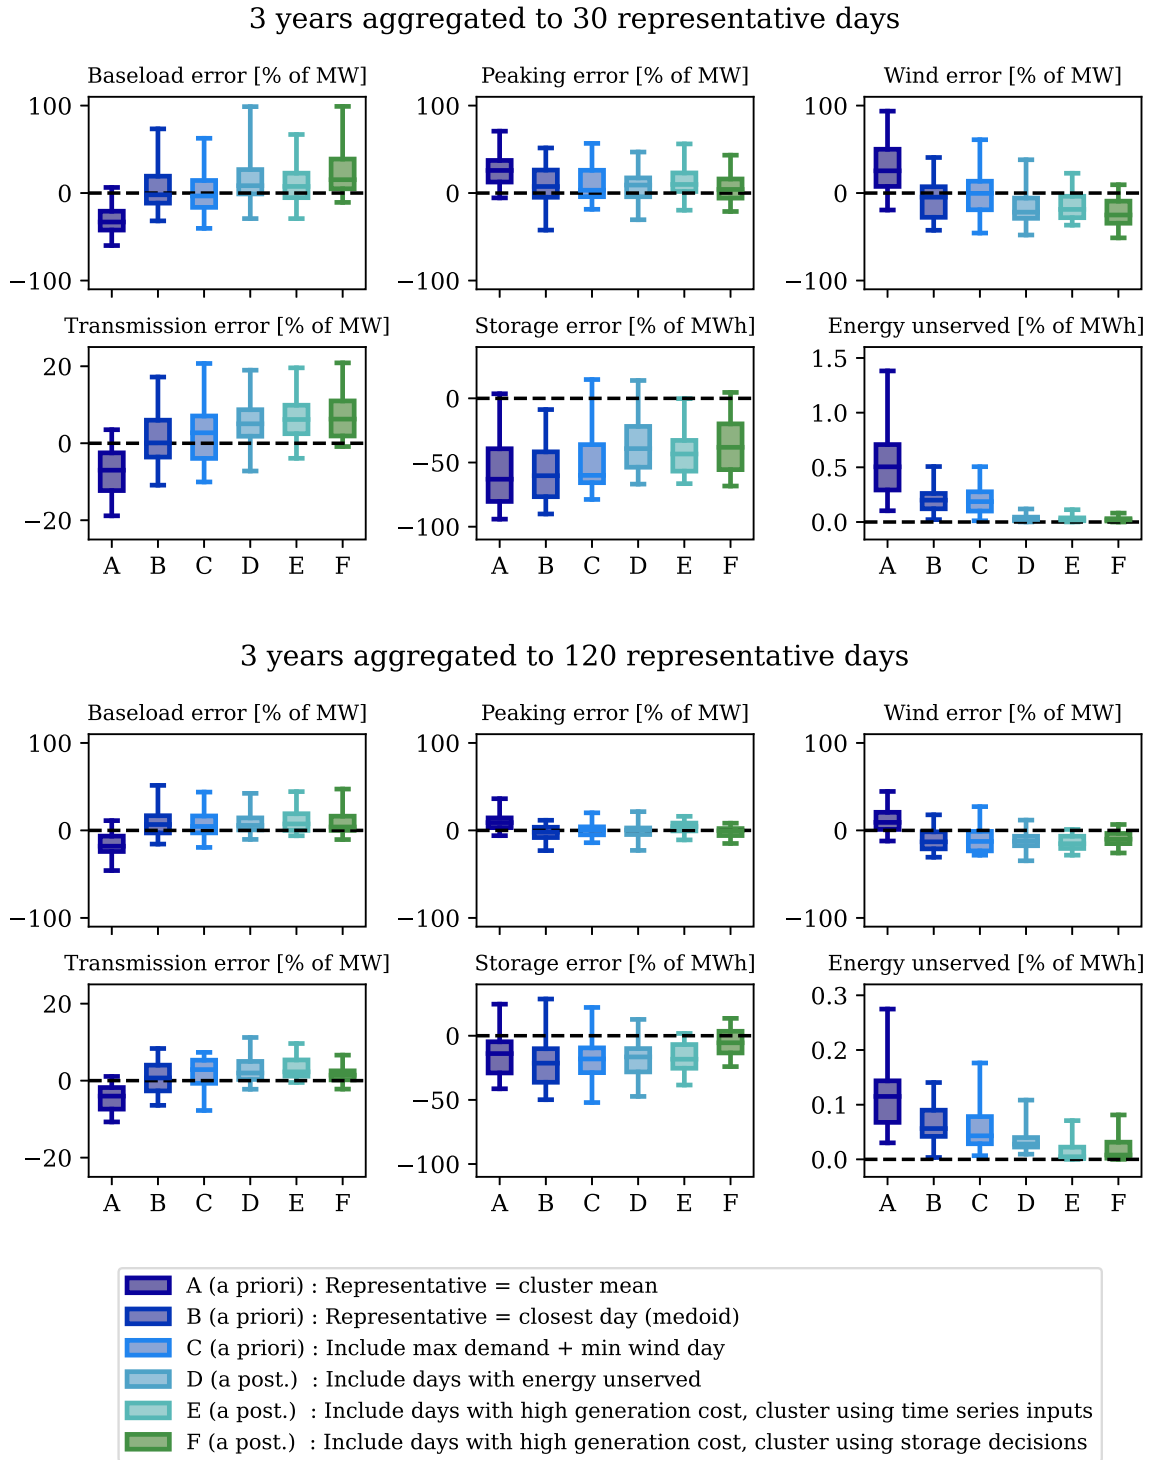 3 years aggregated to 30 representative days
Baseload error [% of MW]
Peaking error [% of MW]
Wind error [% of MW]
100
0
−100
100
0
−100
100
0
−100
Transmission error [% of MW]
Storage error [% of MWh]
Energy unserved [% of MWh]
20
0
−20
0
−50
−100
1.5
1.0
0.5
0.0
A B C D E F
A B C D E F
A B C D E F
3 years aggregated to 120 representative days
Baseload error [% of MW]
Peaking error [% of MW]
Wind error [% of MW]
100
0
−100
100
0
−100
100
0
−100
Transmission error [% of MW]
Storage error [% of MWh]
Energy unserved [% of MWh]
20
0
−20
0
−50
−100
0.3
0.2
0.1
0.0
A B C D E F
A B C D E F
A B C D E F
A (a priori) : Representative = cluster mean
B (a priori) : Representative = closest day (medoid)
C (a priori) : Include max demand + min wind day
D (a post.) : Include days with energy unserved
E (a post.) : Include days with high generation cost, cluster using time series inputs
F (a post.) : Include days with high generation cost, cluster using storage decisions